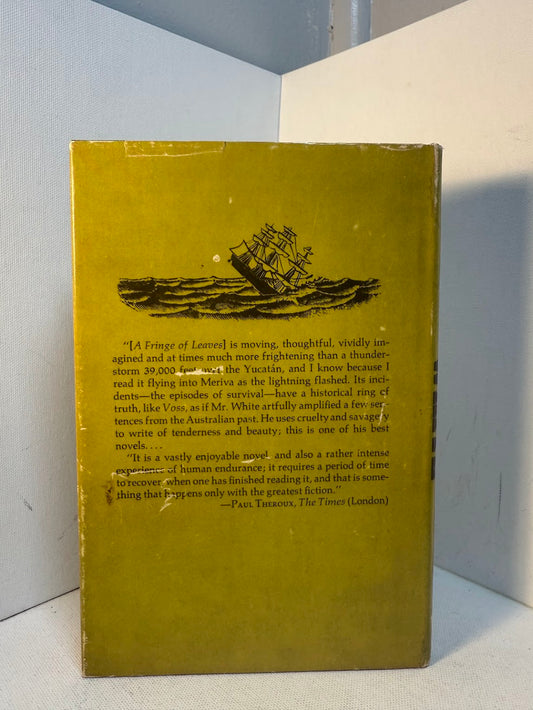 "[A Fringe of Leaves] is moving, thoughtful, vividly im-
agined and at times much more frightening than a thunder-
storm 39,000 feet over the Yucatán, and I know because I
read it flying into Meriva as the lightning flashed. Its inci-
dents—the episodes of survival—have a historical ring of
truth, like Voss, as if Mr. White artfully amplified a few sen-
tences from the Australian past. He uses cruelty and savagery
to write of tenderness and beauty; this is one of his best
novels. . . .
"It is a vastly enjoyable novel, and also a rather intense
experience of human endurance; it requires a period of time
to recover when one has finished reading it, and that is some-
thing that happens only with the greatest fiction."
—PAUL THEROUX, The Times (London)